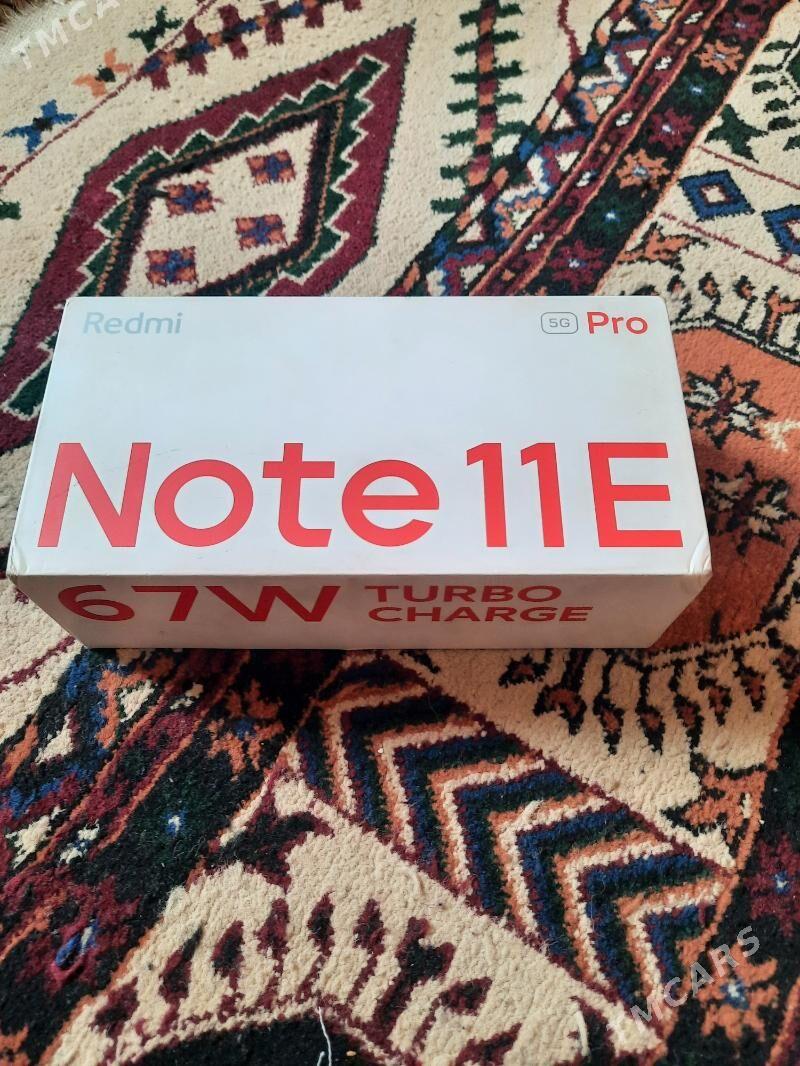 TMCARS
Redmi
5G Pro
Note 11E
67W TURBO
CHARGE
TMCARS